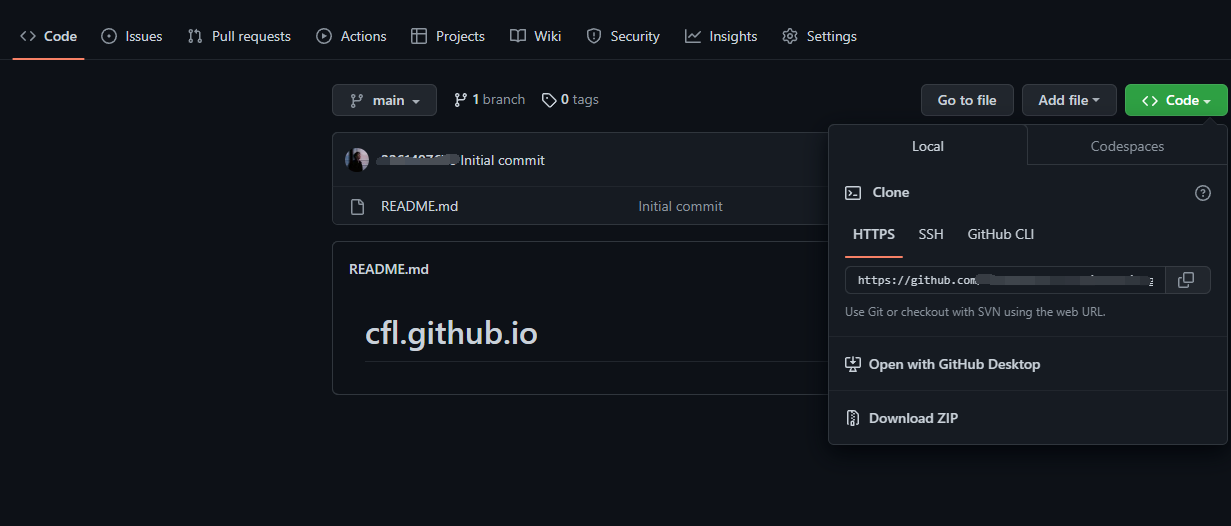 Code Issues Pull requests Actions Projects Wiki Security Insights Settings
main 1 branch 0 tags Go to file Add file Code
Initial commit
README.md Initial commit
README.md
cfl.github.io
Local Codespaces
Clone
HTTPS SSH GitHub CLI
https://github.com
Use Git or checkout with SVN using the web URL.
Open with GitHub Desktop
Download ZIP